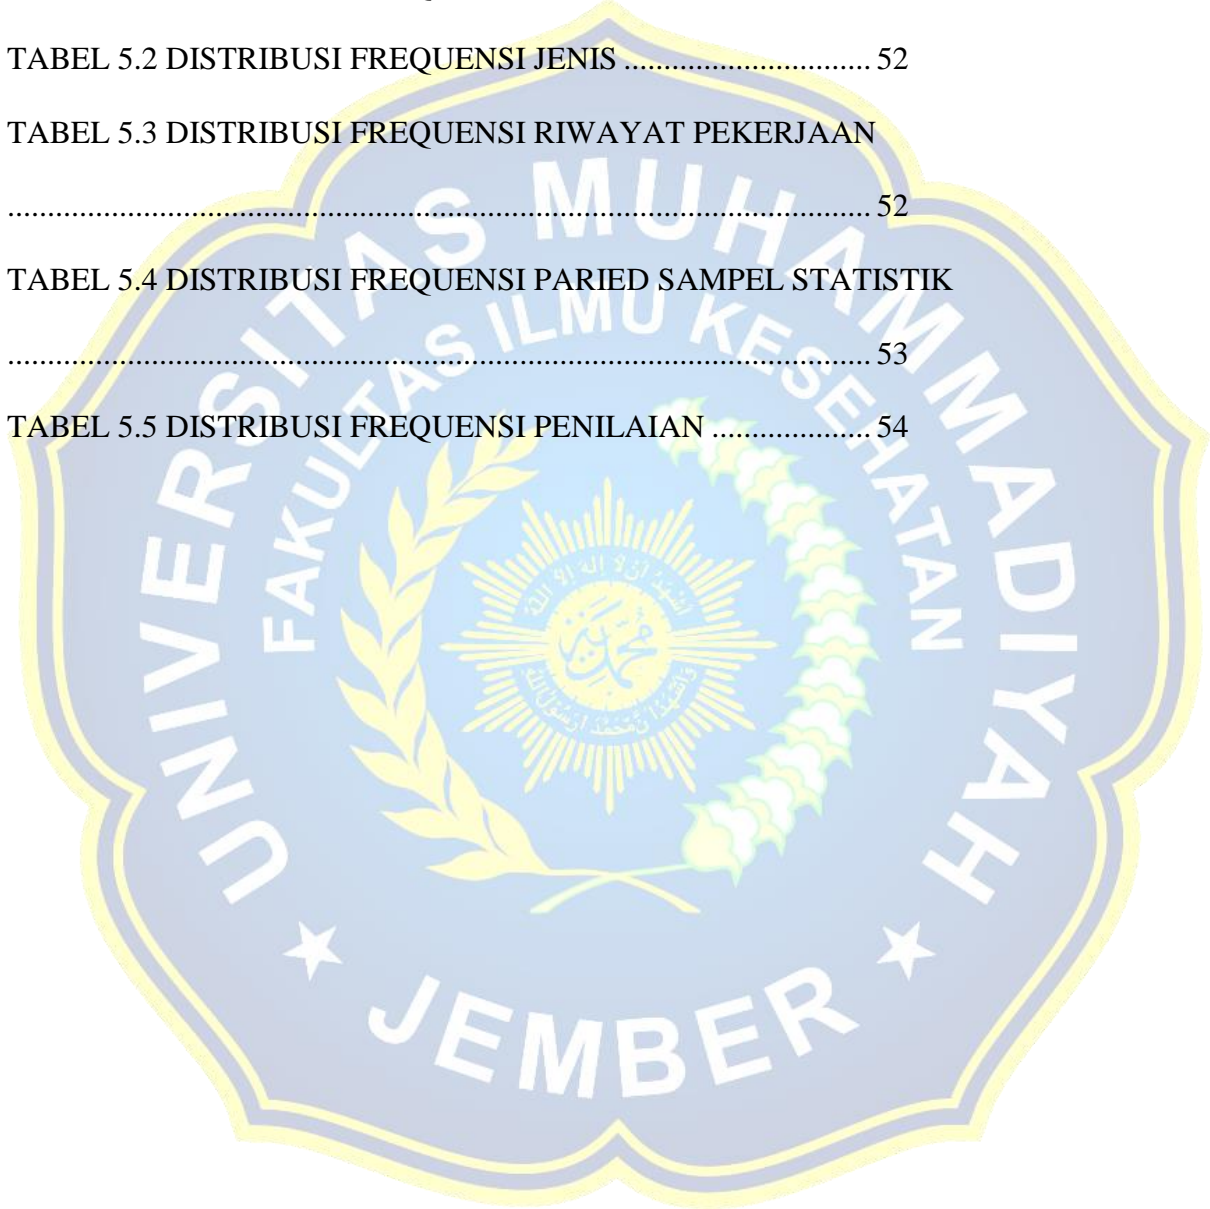 TABEL 5.2 DISTRIBUSI FREQUENSI JENIS ............................... 52
TABEL 5.3 DISTRIBUSI FREQUENSI RIWAYAT PEKERJAAN
............................................................................................................ 52
TABEL 5.4 DISTRIBUSI FREQUENSI PARIED SAMPEL STATISTIK
............................................................................................................ 53
TABEL 5.5 DISTRIBUSI FREQUENSI PENILAIAN .................... 54
UNIVERSITAS MUHAMMADIYAH
FAKULTAS ILMU KESEHATAN
محمد
JEMBER